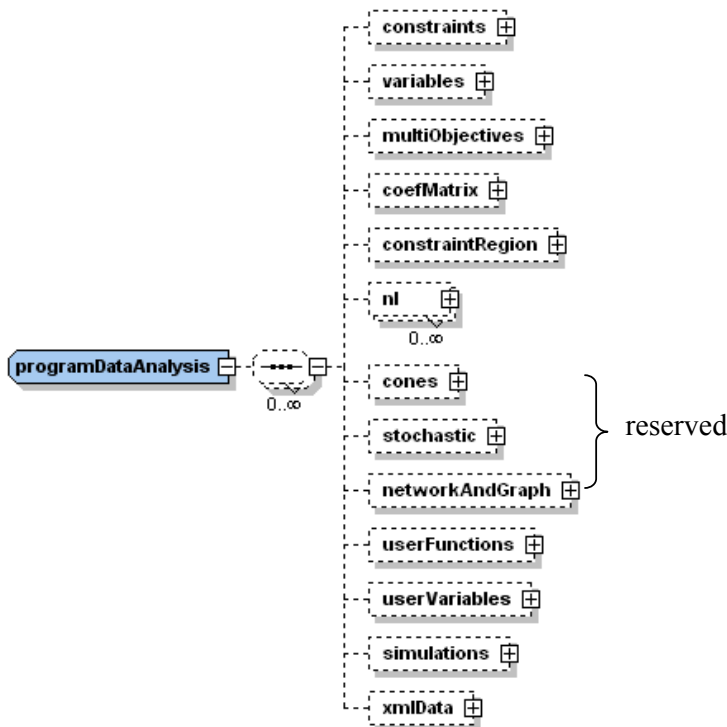 constraints
variables
multiObjectives
coefMatrix
constraintRegion
nl
0..∞
programDataAnalysis
0..∞
cones
stochastic
reserved
networkAndGraph
userFunctions
userVariables
simulations
xmlData